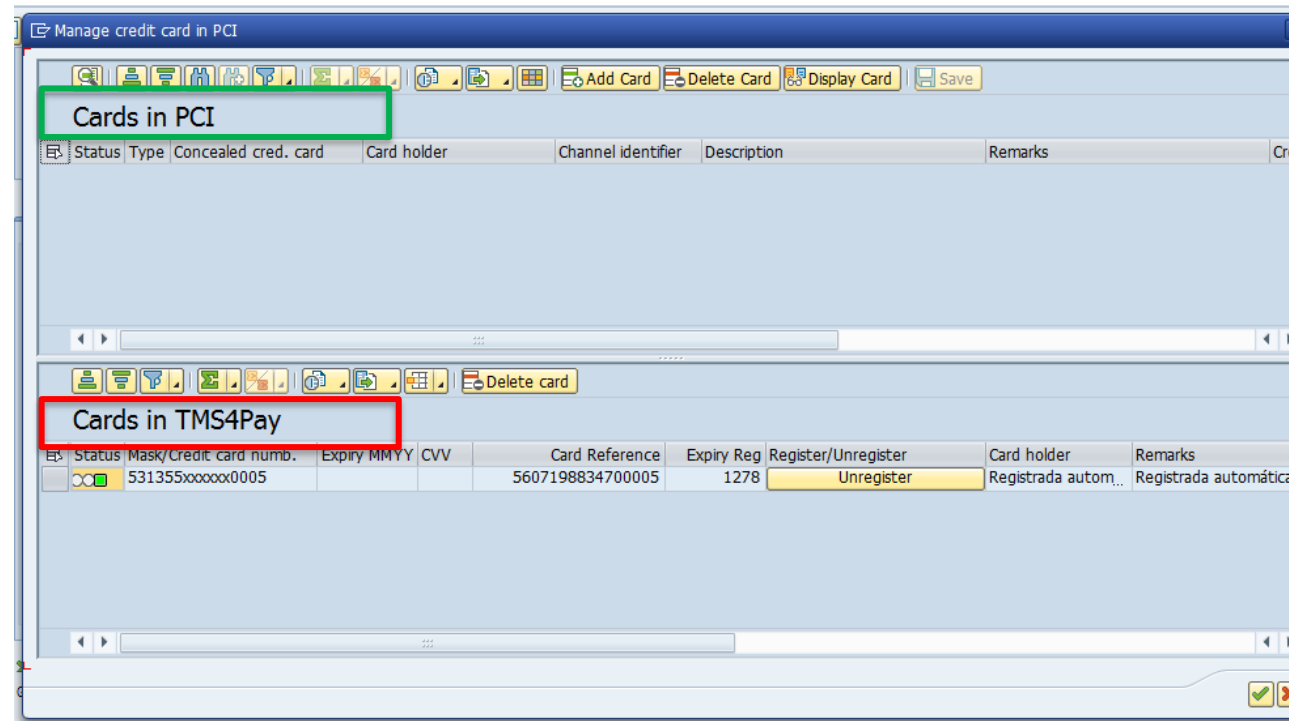 Manage credit card in PCI
Add Card Delete Card Display Card Save
Cards in PCI
Status Type Concealed cred. card Card holder Channel identifier Description Remarks Cr
Delete card
Cards in TMS4Pay
Status Mask/Credit card numb. Expiry MMYY CVV Card Reference Expiry Reg Register/Unregister Card holder Remarks
531355xxxxxx0005 5607198834700005 1278 Unregister Registrada autom... Registrada automática